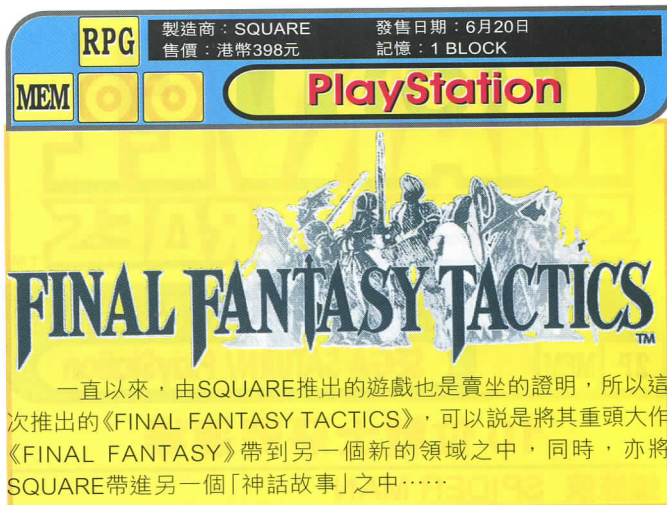 RPG
製造商：SQUARE 發售日期：6月20日
售價：港幣398元 記憶：1 BLOCK
MEM
PlayStation
FINAL FANTASY TACTICS
TM
一直以來，由SQUARE推出的遊戲也是賣坐的證明，所以這
次推出的《FINAL FANTASY TACTICS》，可以說是將其重頭大作
《FINAL FANTASY》帶到另一個新的領域之中，同時，亦將
SQUARE帶進另一個「神話故事」之中……